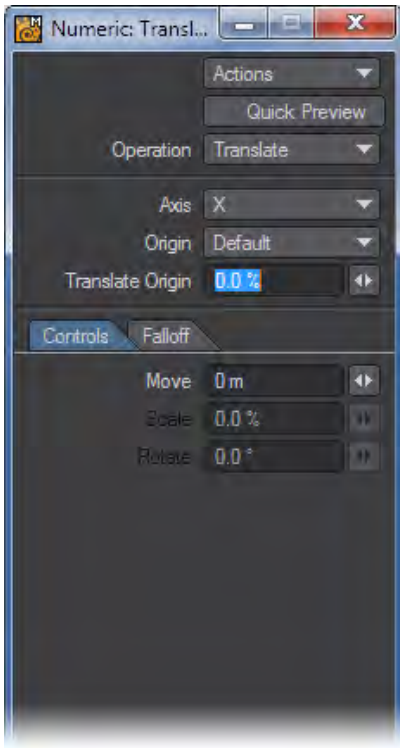 Numeric: Transl...
Actions
Quick Preview
Operation Translate
Axis X
Origin Default
Translate Origin 0.0 %
Controls Falloff
Move 0 m
Scale 0.0 %
Rotate 0.0 °